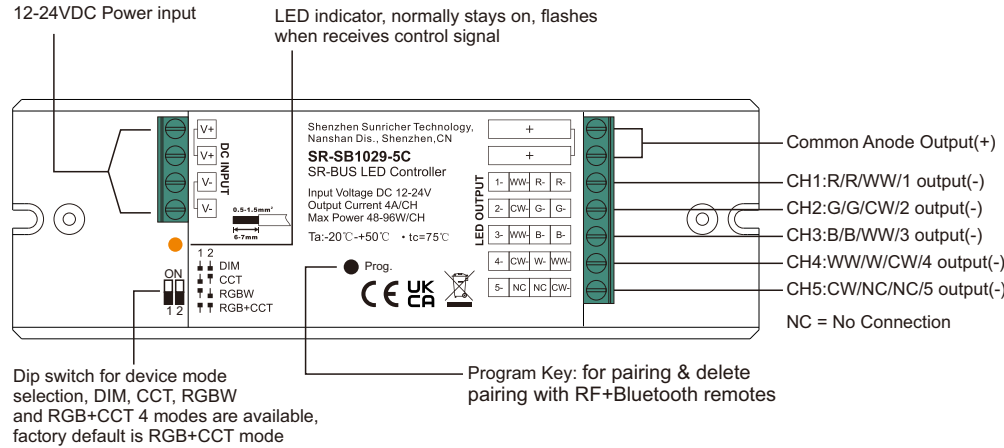 12-24VDC Power input
LED indicator, normally stays on, flashes
when receives control signal
V+
V+
V-
V-
DC INPUT
0.5-1.5mm²
6-7mm
Shenzhen Sunricher Technology,
Nanshan Dis., Shenzhen,CN
SR-SB1029-5C
SR-BUS LED Controller
Input Voltage DC 12-24V
Output Current 4A/CH
Max Power 48-96W/CH
Ta:-20℃-+50℃ • tc=75℃
1 2
DIM
CCT
RGBW
RGB+CCT
ON
1 2
Prog.
CE UK
CA
LED OUTPUT
+
+
1- WW- R- R-
2- CW- G- G-
3- WW- B- B-
4- CW- W- WW-
5- NC NC CW-
Common Anode Output(+)
CH1:R/R/WW/1 output(-)
CH2:G/G/CW/2 output(-)
CH3:B/B/WW/3 output(-)
CH4:WW/W/CW/4 output(-)
CH5:CW/NC/NC/5 output(-)
NC = No Connection
Dip switch for device mode
selection, DIM, CCT, RGBW
and RGB+CCT 4 modes are available,
factory default is RGB+CCT mode
Program Key: for pairing & delete
pairing with RF+Bluetooth remotes